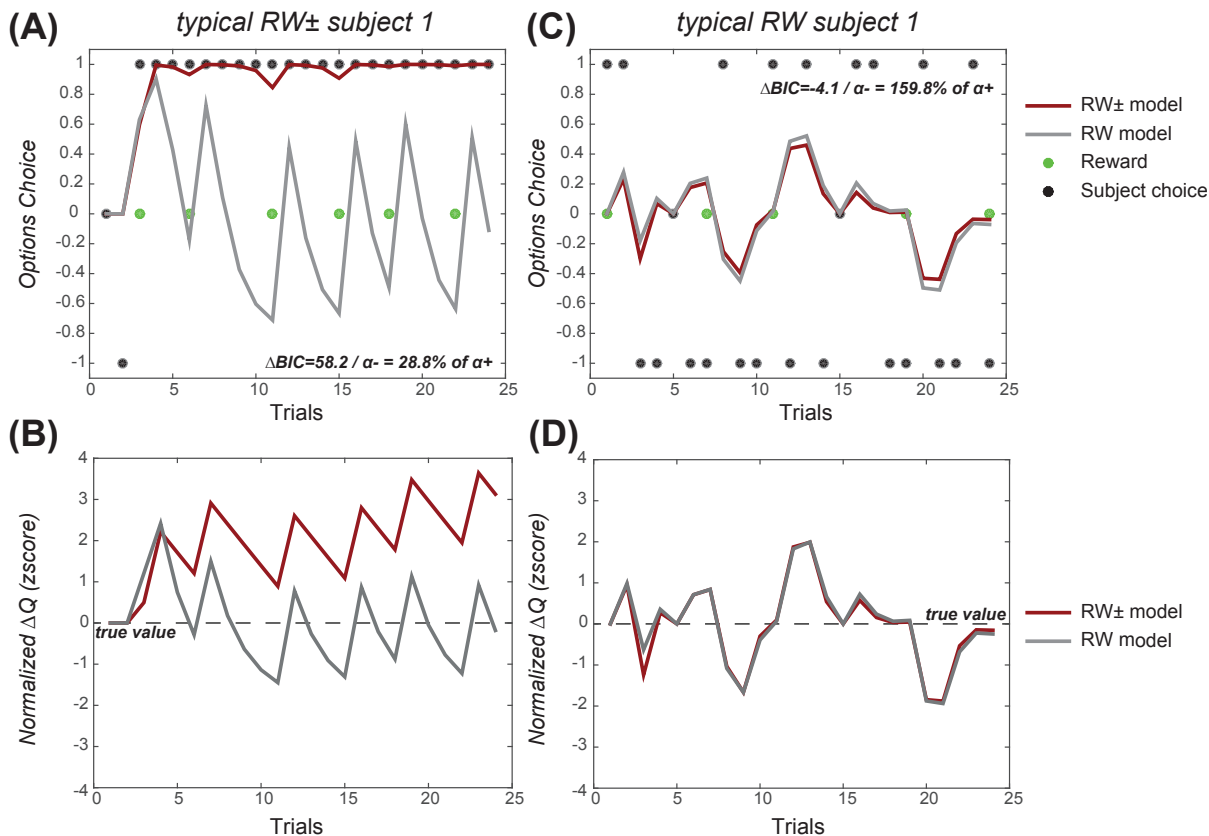 (A)
typical RW± subject 1
Options Choice
1
0.8
0.6
0.4
0.2
0
-0.2
-0.4
-0.6
-0.8
-1
ΔBIC=58.2 / α- = 28.8% of α+
0 5 10 15 20 25
Trials
(C)
typical RW subject 1
Options Choice
1
0.8
0.6
0.4
0.2
0
-0.2
-0.4
-0.6
-0.8
-1
ΔBIC=-4.1 / α- = 159.8% of α+
0 5 10 15 20 25
Trials
RW± model
RW model
Reward
Subject choice
(B)
Normalized ΔQ (zscore)
4
3
2
1
0
-1
-2
-3
-4
true value
0 5 10 15 20 25
Trials
(D)
Normalized ΔQ (zscore)
4
3
2
1
0
-1
-2
-3
-4
true value
0 5 10 15 20 25
Trials
RW± model
RW model